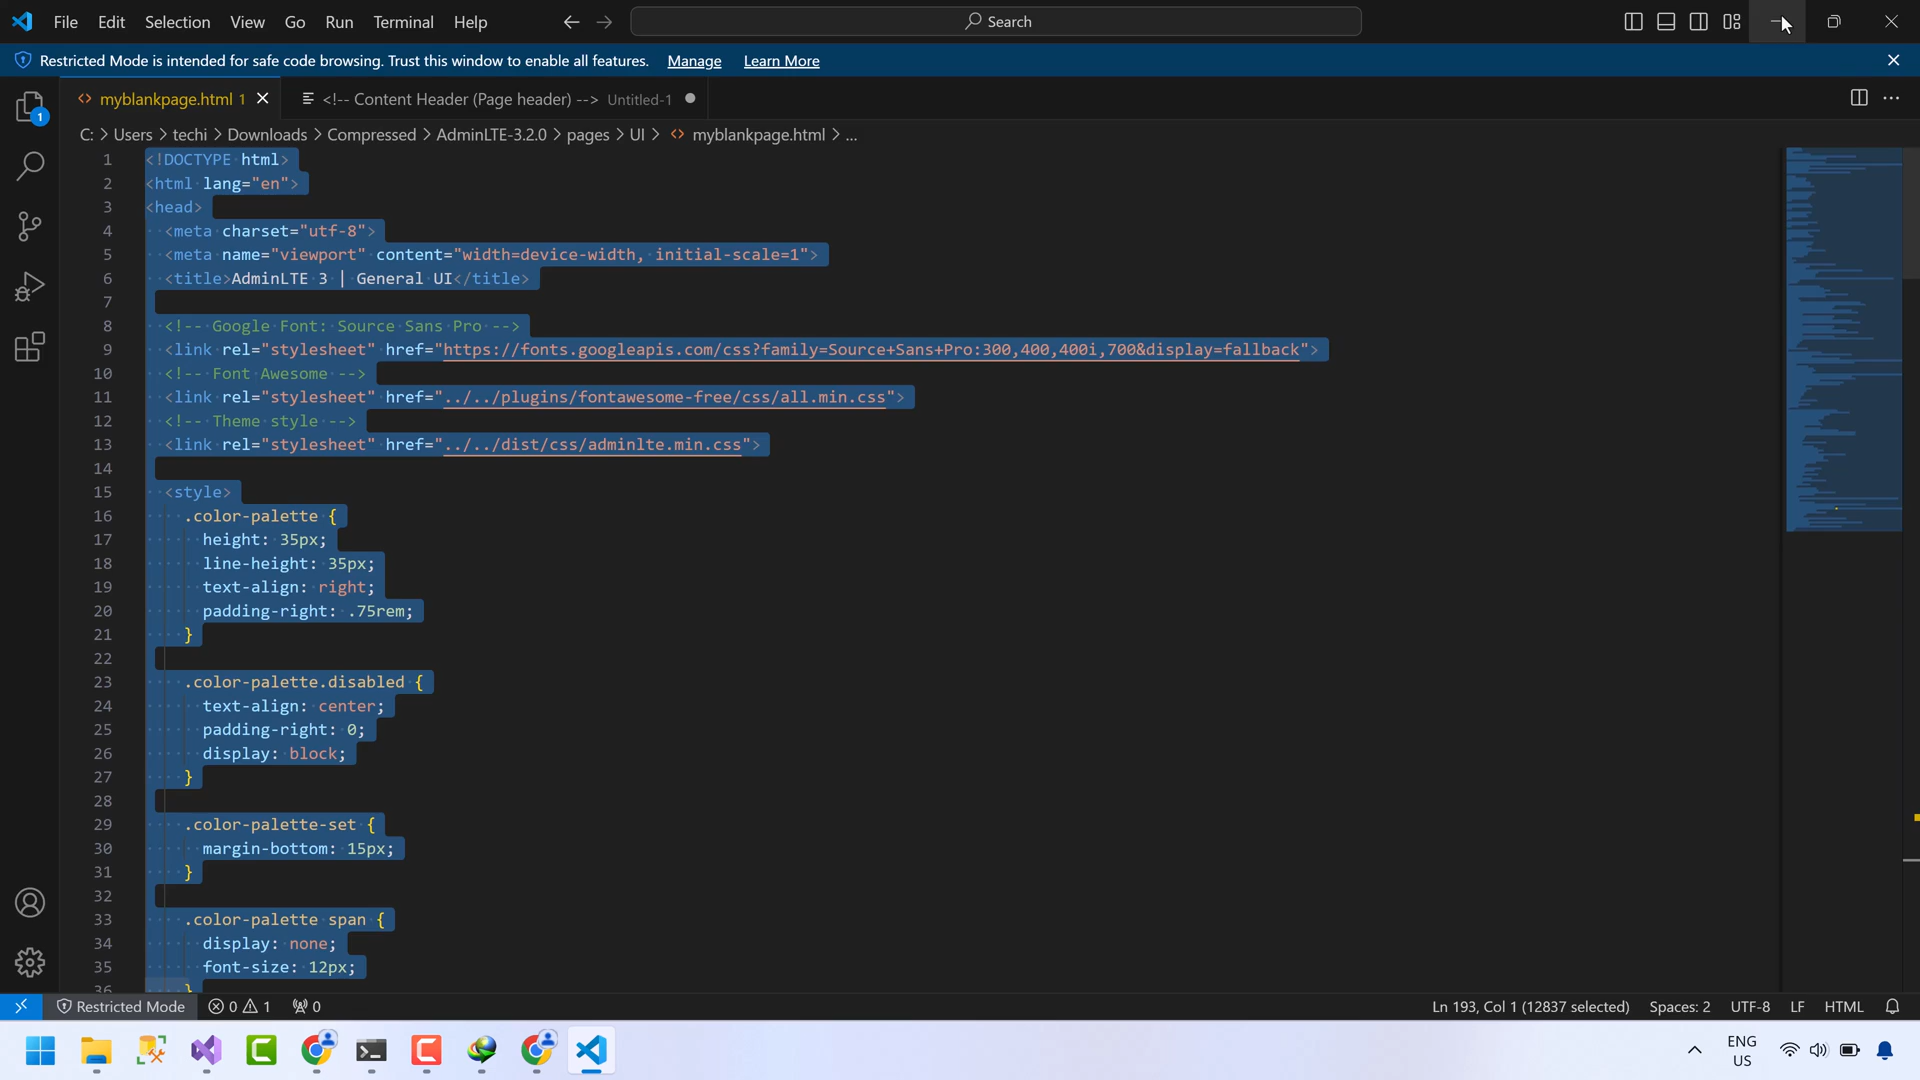 File Edit Selection View Go Run Terminal Help Search
Restricted Mode is intended for safe code browsing. Trust this window to enable all features. Manage Learn More
myblankpage.html 1 <!-- Content Header (Page header) --> Untitled-1
C: > Users > techi > Downloads > Compressed > AdminLTE-3.2.0 > pages > UI > myblankpage.html > ...
1 <!DOCTYPE html>
2 <html lang="en">
3 <head>
4 <meta charset="utf-8">
5 <meta name="viewport" content="width=device-width, initial-scale=1">
6 <title>AdminLTE 3 | General UI</title>
7
8 <!-- Google Font: Source Sans Pro -->
9 <link rel="stylesheet" href="https://fonts.googleapis.com/css?family=Source+Sans+Pro:300,400,400i,700&display=fallback">
10 <!-- Font Awesome -->
11 <link rel="stylesheet" href="../../plugins/fontawesome-free/css/all.min.css">
12 <!-- Theme style -->
13 <link rel="stylesheet" href="../../dist/css/adminlte.min.css">
14
15 <style>
16 .color-palette {
17 height: 35px;
18 line-height: 35px;
19 text-align: right;
20 padding-right: .75rem;
21 }
22
23 .color-palette.disabled {
24 text-align: center;
25 padding-right: 0;
26 display: block;
27 }
28
29 .color-palette-set {
30 margin-bottom: 15px;
31 }
32
33 .color-palette span {
34 display: none;
35 font-size: 12px;
36 }
Restricted Mode 0 1 0 Ln 193, Col 1 (12837 selected) Spaces: 2 UTF-8 LF HTML
ENG
US